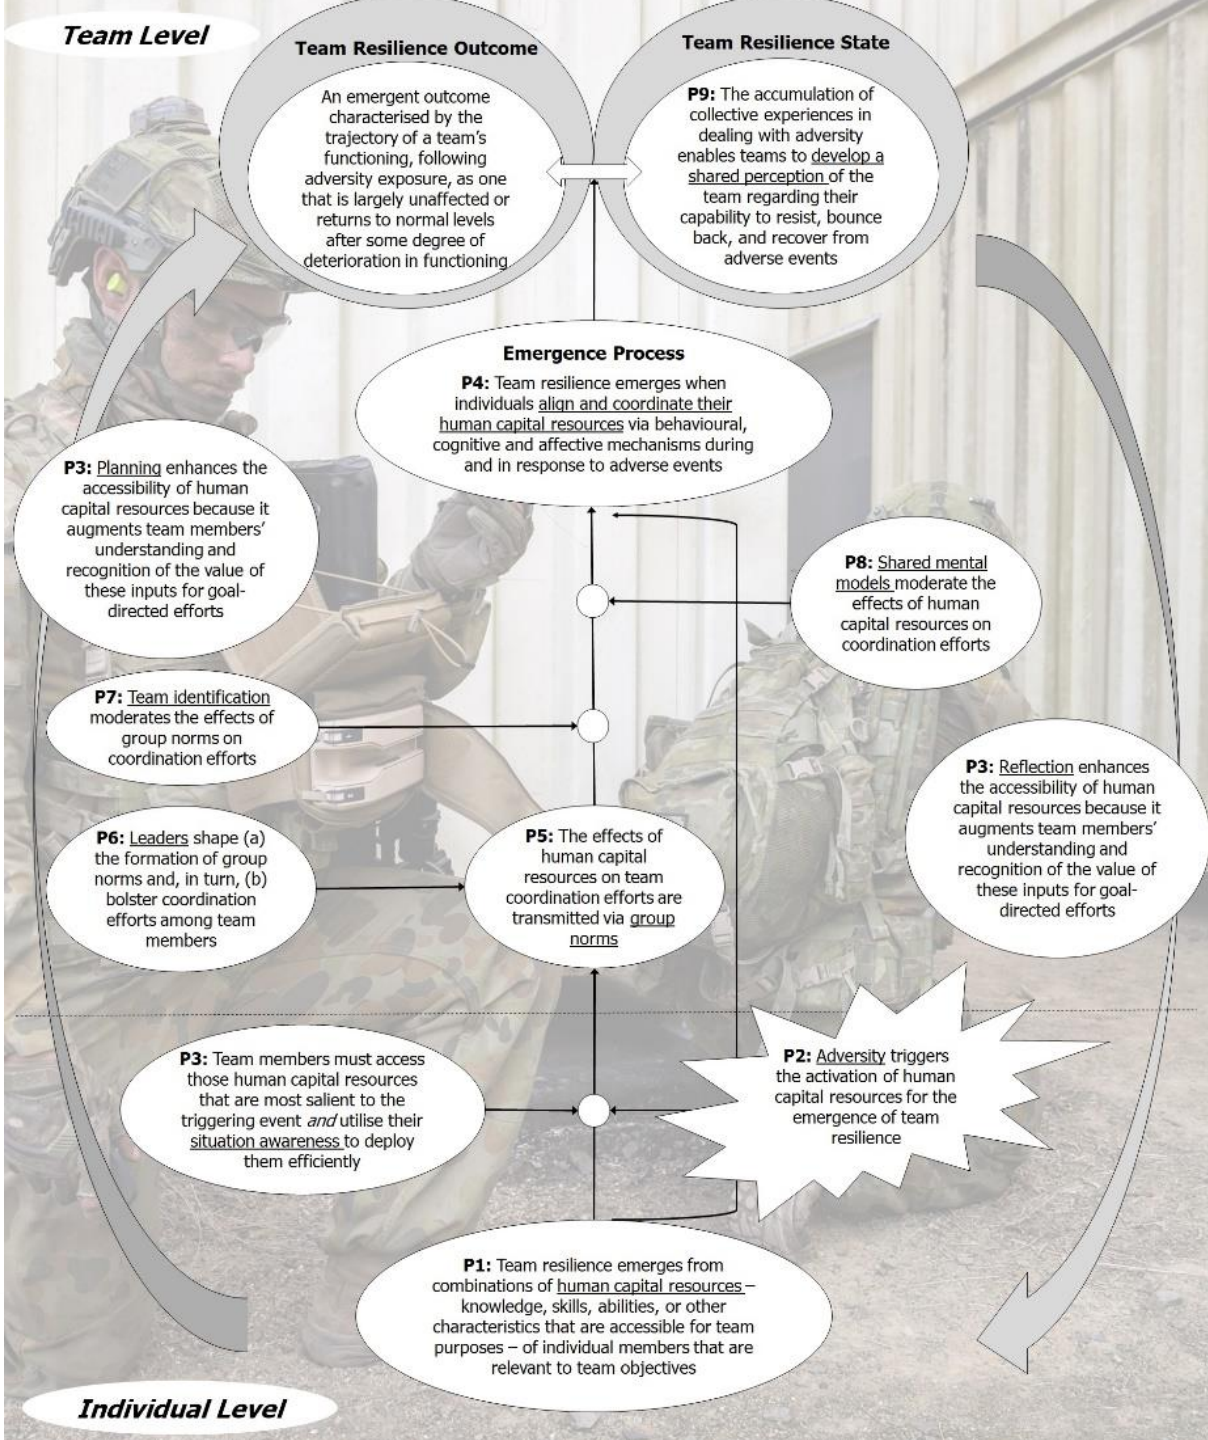 Team Level
Team Resilience Outcome
An emergent outcome
characterised by the
trajectory of a team's
functioning, following
adversity exposure, as one
that is largely unaffected or
returns to normal levels
after some degree of
deterioration in functioning
Team Resilience State
P9: The accumulation of
collective experiences in
dealing with adversity
enables teams to develop a
shared perception of the
team regarding their
capability to resist, bounce
back, and recover from
adverse events
Emergence Process
P4: Team resilience emerges when
individuals align and coordinate their
human capital resources via behavioural,
cognitive and affective mechanisms during
and in response to adverse events
P3: Planning enhances the
accessibility of human
capital resources because it
augments team members'
understanding and
recognition of the value of
these inputs for goal-
directed efforts
P8: Shared mental
models moderate the
effects of human
capital resources on
coordination efforts
P7: Team identification
moderates the effects of
group norms on
coordination efforts
P3: Reflection enhances
the accessibility of human
capital resources because it
augments team members'
understanding and
recognition of the value of
these inputs for goal-
directed efforts
P6: Leaders shape (a)
the formation of group
norms and, in turn, (b)
bolster coordination
efforts among team
members
P5: The effects of
human capital
resources on team
coordination efforts are
transmitted via group
norms
P3: Team members must access
those human capital resources
that are most salient to the
triggering event and utilise their
situation awareness to deploy
them efficiently
P2: Adversity triggers
the activation of human
capital resources for the
emergence of team
resilience
P1: Team resilience emerges from
combinations of human capital resources –
knowledge, skills, abilities, or other
characteristics that are accessible for team
purposes – of individual members that are
relevant to team objectives
Individual Level